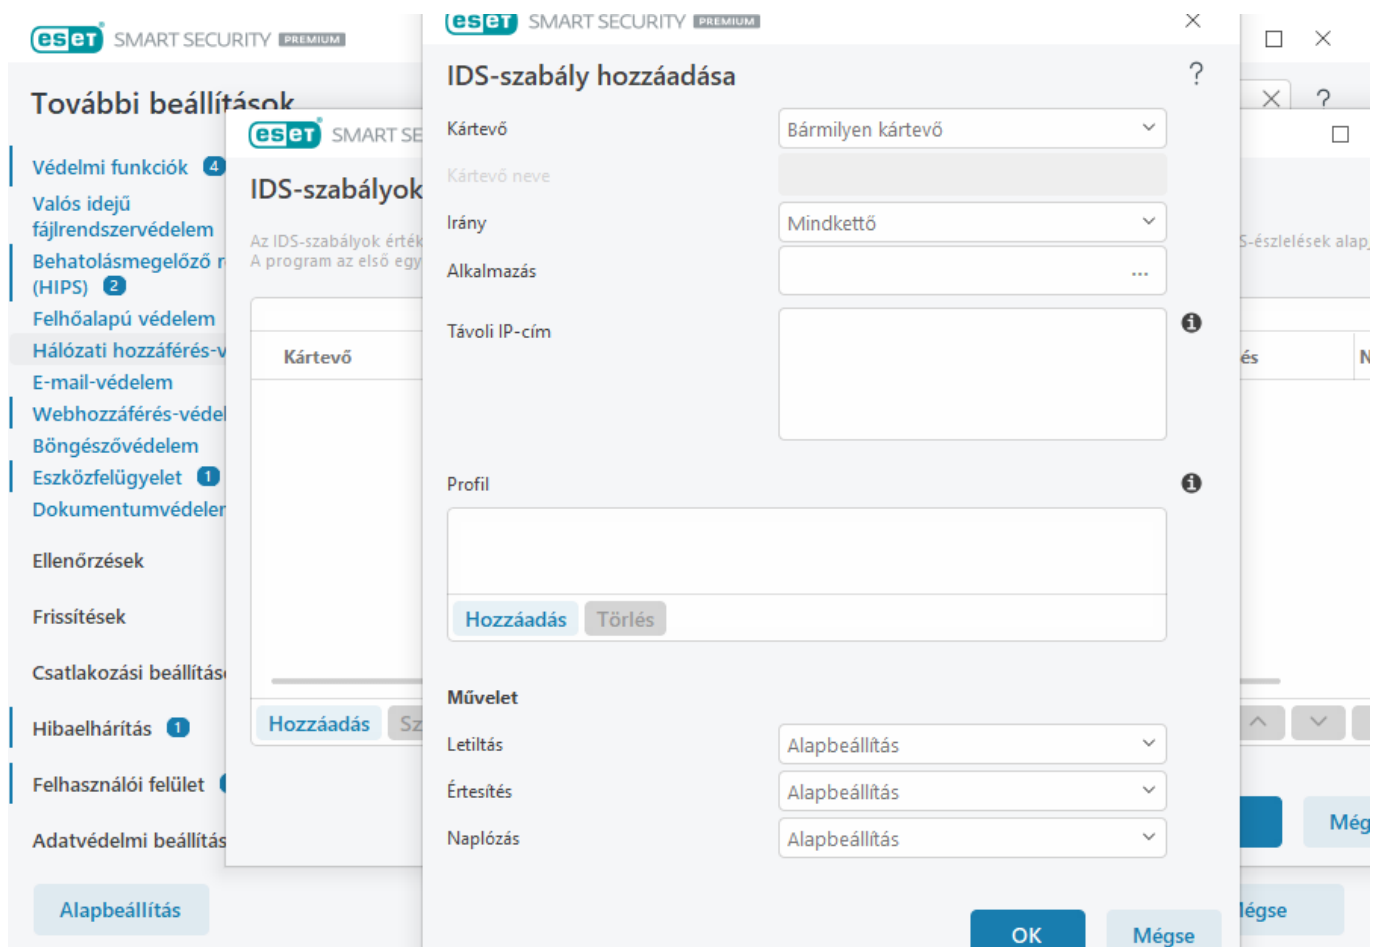 eset SMART SECURITY PREMIUM
További beállítások
Védelmi funkciók 4
Valós idejű
fájlrendszervédelem
Behatolásmegelőző r
(HIPS) 2
Felhőalapú védelem
Hálózati hozzáférés-v
E-mail-védelem
Webhozzáférés-védel
Böngészővédelem
Eszközfelügyelet 1
Dokumentumvédeler
Ellenőrzések
Frissítések
Csatlakozási beállítás
Hibaelhárítás 1
Felhasználói felület
Adatvédelmi beállítás
Alapbeállítás
Mégse
eset SMART SE
IDS-szabályok
Az IDS-szabályok érték
A program az első egy
S-észlelések alap
Kártevő
és
N
Hozzáadás Sz
Még
eset SMART SECURITY PREMIUM
IDS-szabály hozzáadása
?
Kártevő Bármilyen kártevő
Kártevő neve
Irány Mindkettő
Alkalmazás ...
Távoli IP-cím
Profil
Hozzáadás Törlés
Művelet
Letiltás Alapbeállítás
Értesítés Alapbeállítás
Naplózás Alapbeállítás
OK Mégse